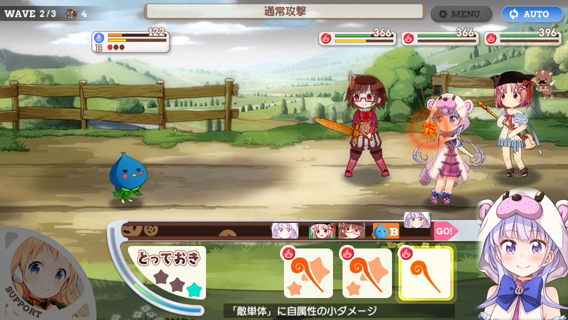 WAVE 2/3 4
通常攻撃
MENU
AUTO
122
B
366
366
396
B
GO!
とっておき
SUPPORT
「敵単体」に自属性の小ダメージ